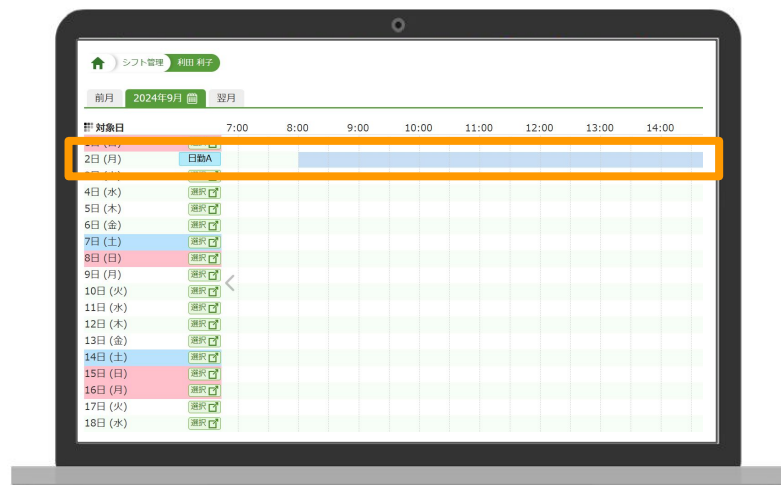 シフト管理 利田 利子
前月 2024年9月 翌月
対象日 7:00 8:00 9:00 10:00 11:00 12:00 13:00 14:00
2日 (月) 日勤A
4日 (水) 選択
5日 (木) 選択
6日 (金) 選択
7日 (土) 選択
8日 (日) 選択
9日 (月) 選択
10日 (火) 選択
11日 (水) 選択
12日 (木) 選択
13日 (金) 選択
14日 (土) 選択
15日 (日) 選択
16日 (月) 選択
17日 (火) 選択
18日 (水) 選択